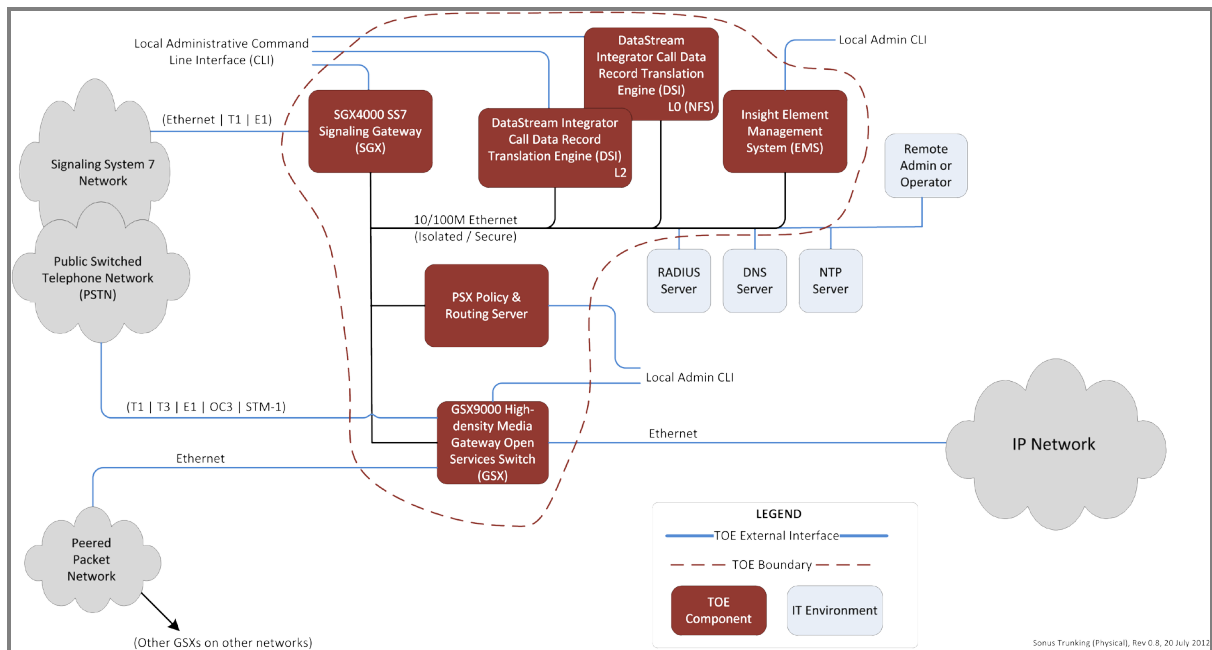 Local Administrative Command
Line Interface (CLI)
DataStream
Integrator Call Data
Record Translation
Engine (DSI)
L0 (NFS)
Local Admin CLI
SGX4000 SS7
Signaling Gateway
(SGX)
DataStream Integrator
Call Data Record
Translation Engine (DSI)
L2
Insight Element
Management
System (EMS)
(Ethernet | T1 | E1)
Signaling System 7
Network
Remote
Admin or
Operator
10/100M Ethernet
(Isolated / Secure)
Public Switched
Telephone Network
(PSTN)
RADIUS
Server
DNS
Server
NTP
Server
PSX Policy &
Routing Server
Local Admin CLI
(T1 | T3 | E1 | OC3 | STM-1)
GSX9000 High-
density Media
Gateway Open
Services Switch
(GSX)
Ethernet
IP Network
Ethernet
Peered
Packet
Network
(Other GSXs on other networks)
LEGEND
TOE External Interface
TOE Boundary
TOE
Component
IT Environment
Sonus Trunking (Physical), Rev 0.8, 20 July 2012